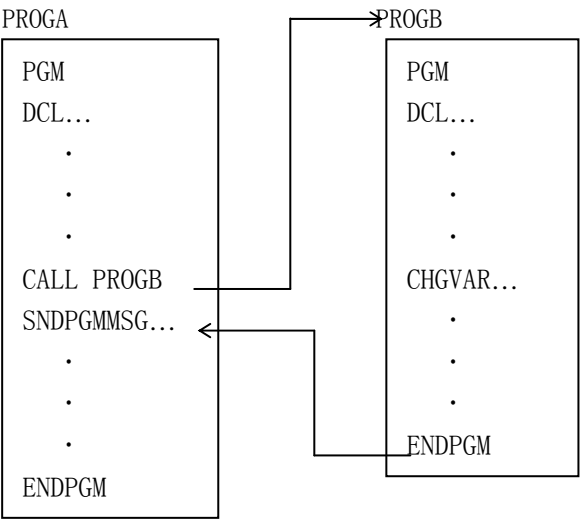 PROGA
PGM
DCL...
.
.
.
CALL PROGB
SNDPGMMSG...
.
.
.
ENDPGM
PROGB
PGM
DCL...
.
.
.
CHGVAR...
.
.
.
ENDPGM